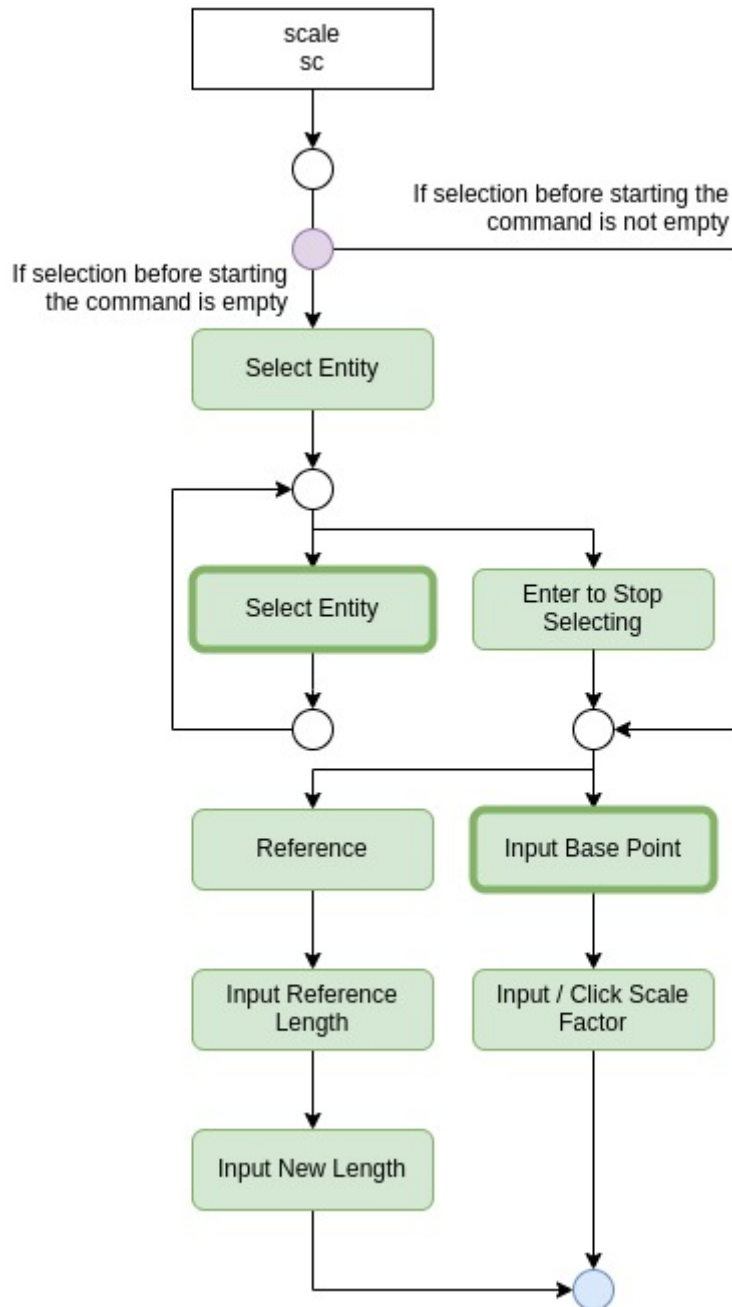 scale
sc
If selection before starting the
command is not empty
If selection before starting
the command is empty
Select Entity
Select Entity
Enter to Stop
Selecting
Reference
Input Base Point
Input Reference
Length
Input / Click Scale
Factor
Input New Length